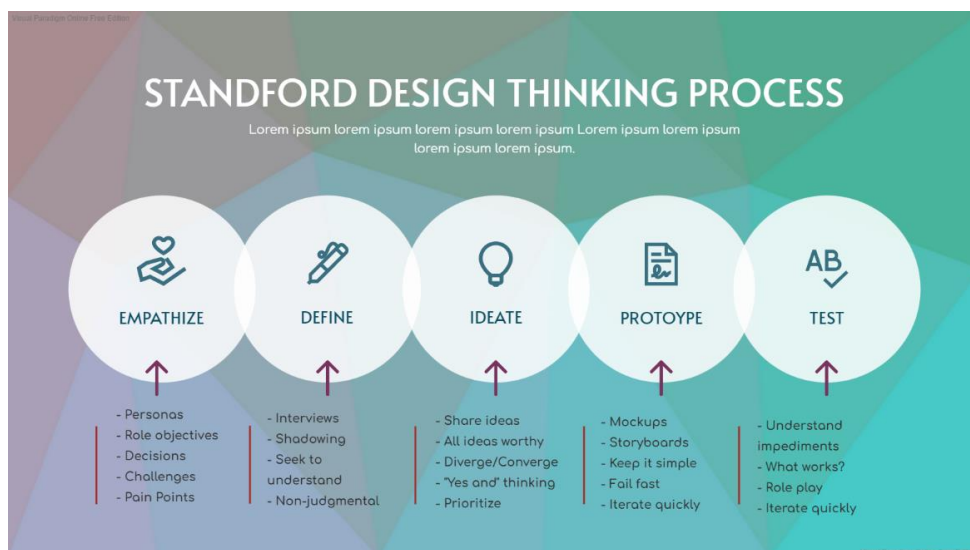 Visual Paradigm Online Free Edition
STANDFORD DESIGN THINKING PROCESS
Lorem ipsum lorem ipsum lorem ipsum lorem ipsum Lorem ipsum lorem ipsum
lorem ipsum lorem ipsum.
EMPATHIZE
- Personas
- Role objectives
- Decisions
- Challenges
- Pain Points
DEFINE
- Interviews
- Shadowing
- Seek to
understand
- Non-judgmental
IDEATE
- Share ideas
- All ideas worthy
- Diverge/Converge
- "Yes and" thinking
- Prioritize
PROTOYPE
- Mockups
- Storyboards
- Keep it simple
- Fail fast
- Iterate quickly
AB
TEST
- Understand
impediments
- What works?
- Role play
- Iterate quickly